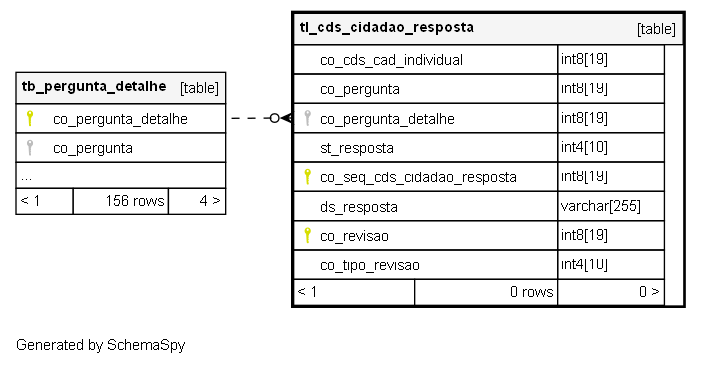 tl_cds_cidadao_resposta [table]
co_cds_cad_individual int8[19]
co_pergunta int8[19]
co_pergunta_detalhe int8[19]
st_resposta int4[10]
co_seq_cds_cidadao_resposta int8[19]
ds_resposta varchar[255]
co_revisao int8[19]
co_tipo_revisao int4[10]
< 1 0 rows 0 >
tb_pergunta_detalhe [table]
co_pergunta_detalhe
co_pergunta
...
< 1 156 rows 4 >
Generated by SchemaSpy